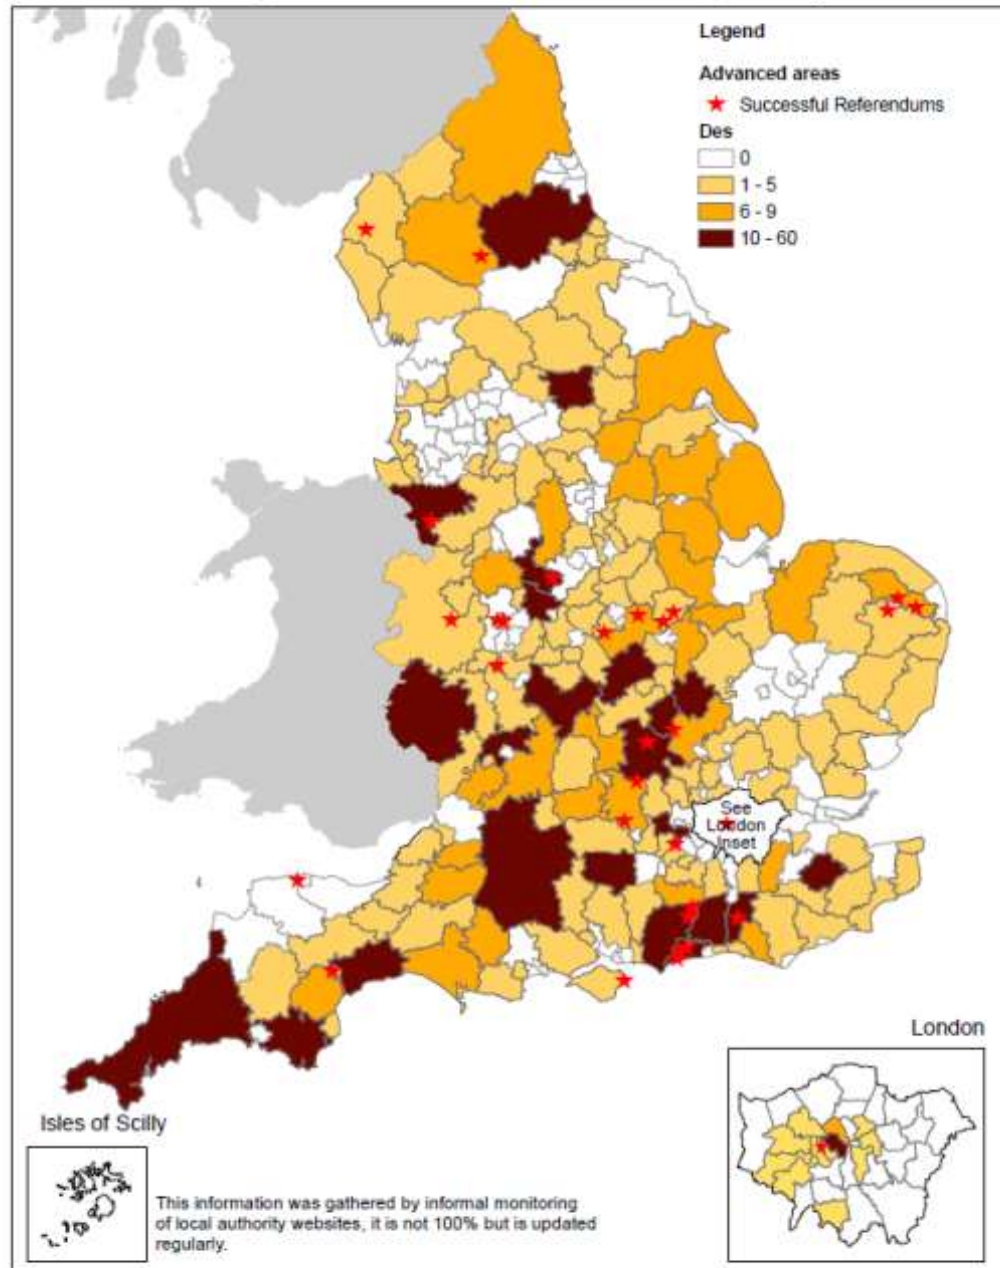 Legend
Advanced areas
Successful Referendums
Des
0
1 - 5
6 - 9
10 - 60
See
London
Inset
London
Isles of Scilly
This information was gathered by informal monitoring
of local authority websites, it is not 100% but is updated
regularly.